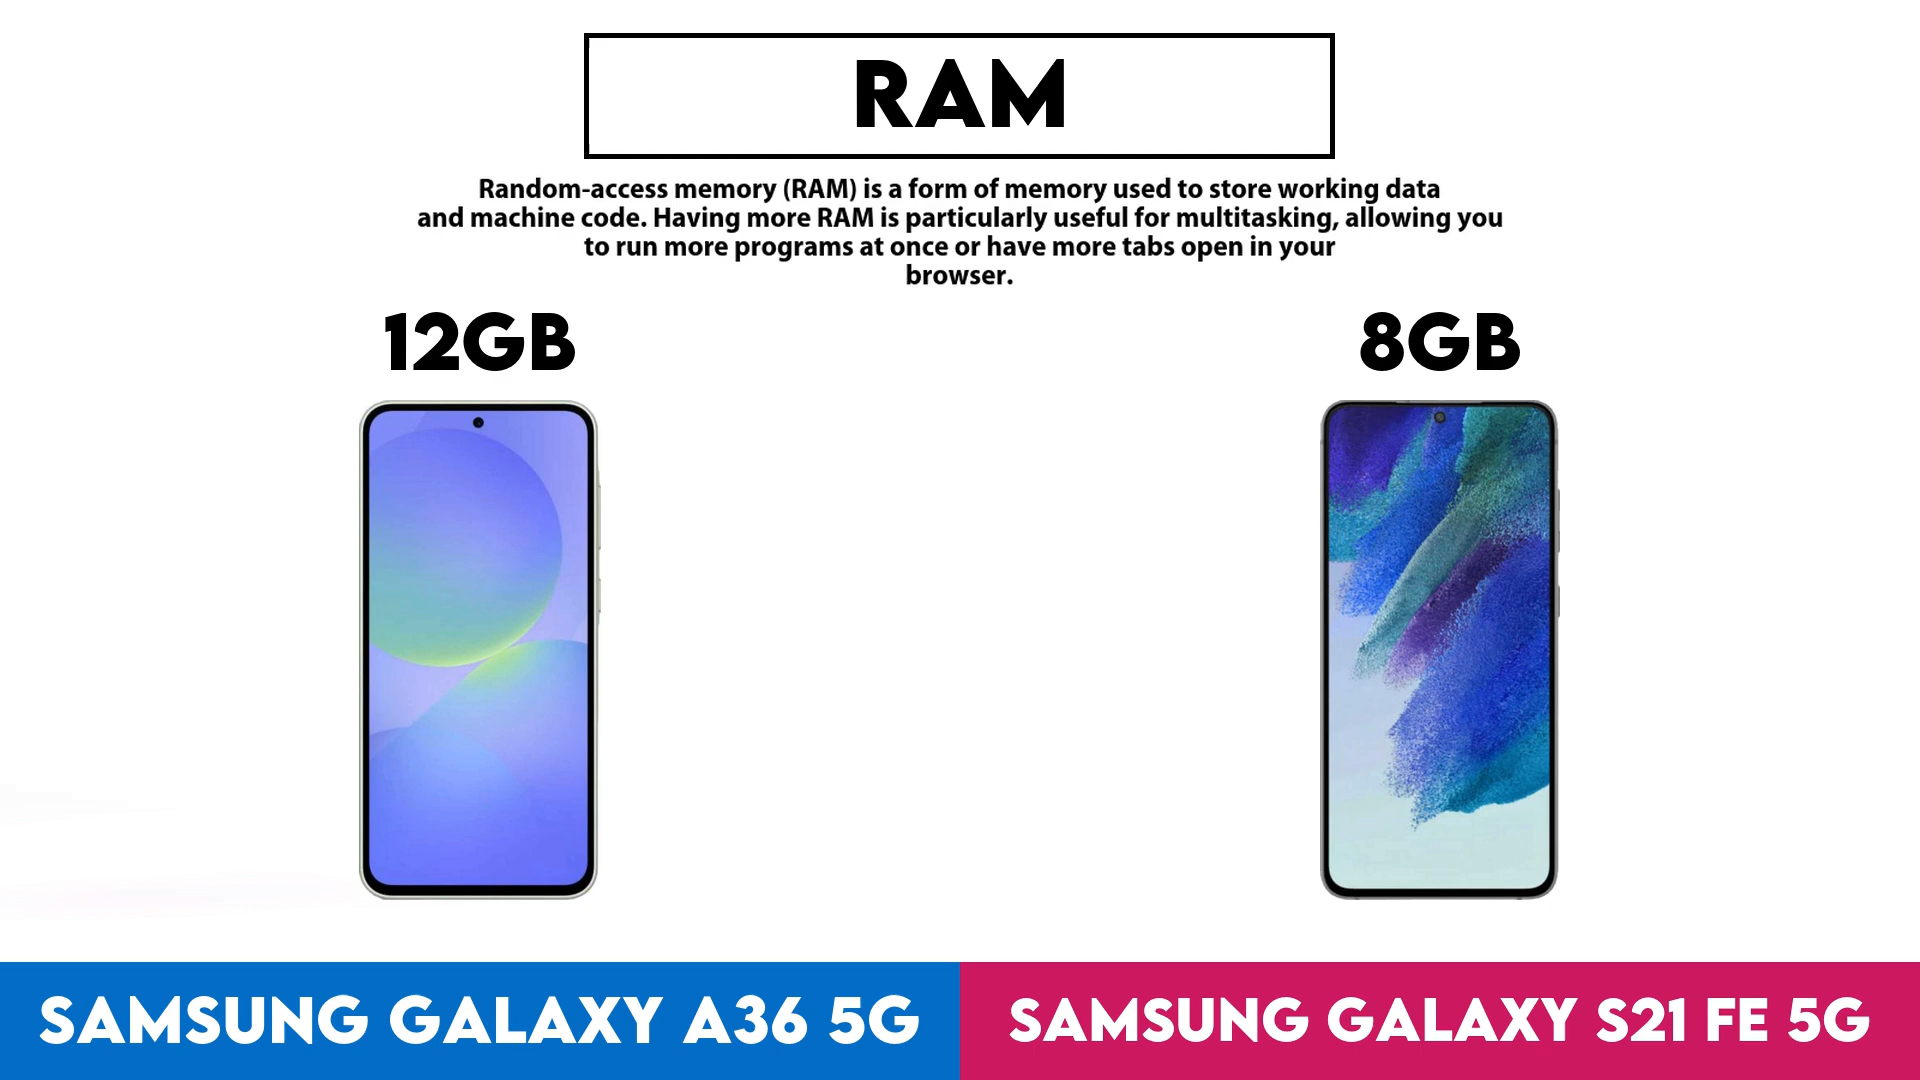 RAM
Random-access memory (RAM) is a form of memory used to store working data
and machine code. Having more RAM is particularly useful for multitasking, allowing you
to run more programs at once or have more tabs open in your
browser.
12GB
8GB
SAMSUNG GALAXY A36 5G
SAMSUNG GALAXY S21 FE 5G